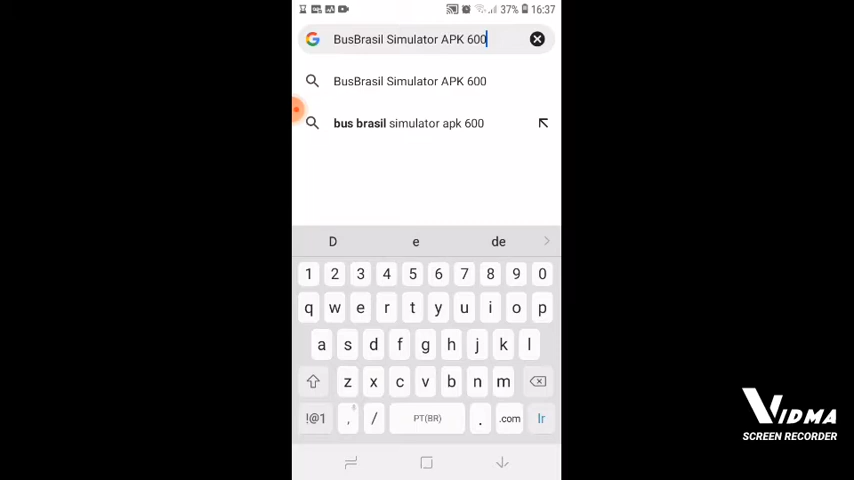 37% 16:37
BusBrasil Simulator APK 600
BusBrasil Simulator APK 600
bus brasil simulator apk 600
D e de
1 2 3 4 5 6 7 8 9 0
q w e r t y u i o p
a s d f g h j k l
z x c v b n m
!@1 , / PT(BR) . .com Ir
VIDMA
SCREEN RECORDER